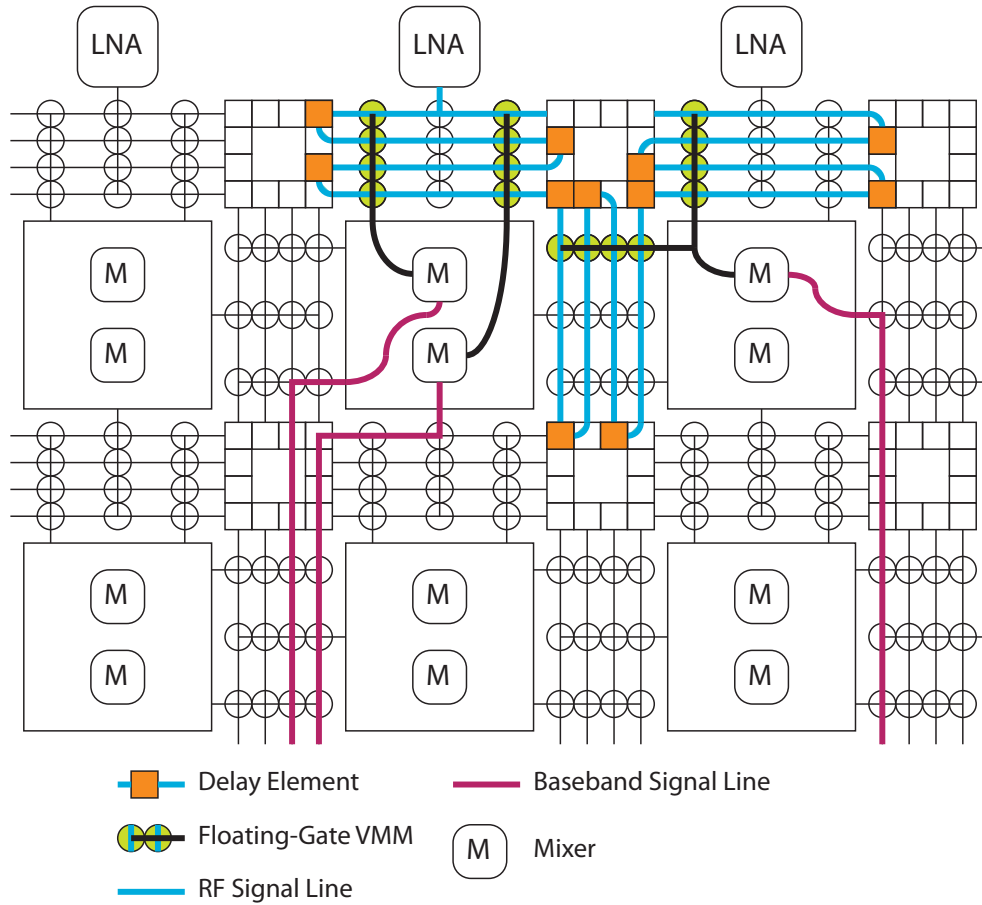 LNA LNA LNA
M M M
M M M
M M M
M M M
Delay Element
Baseband Signal Line
Floating-Gate VMM
M Mixer
RF Signal Line